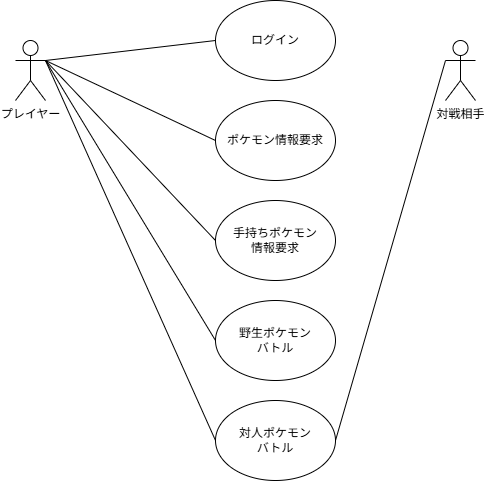 ログイン
プレイヤー
対戦相手
ポケモン情報要求
手持ちポケモン
情報要求
野生ポケモン
バトル
対人ポケモン
バトル